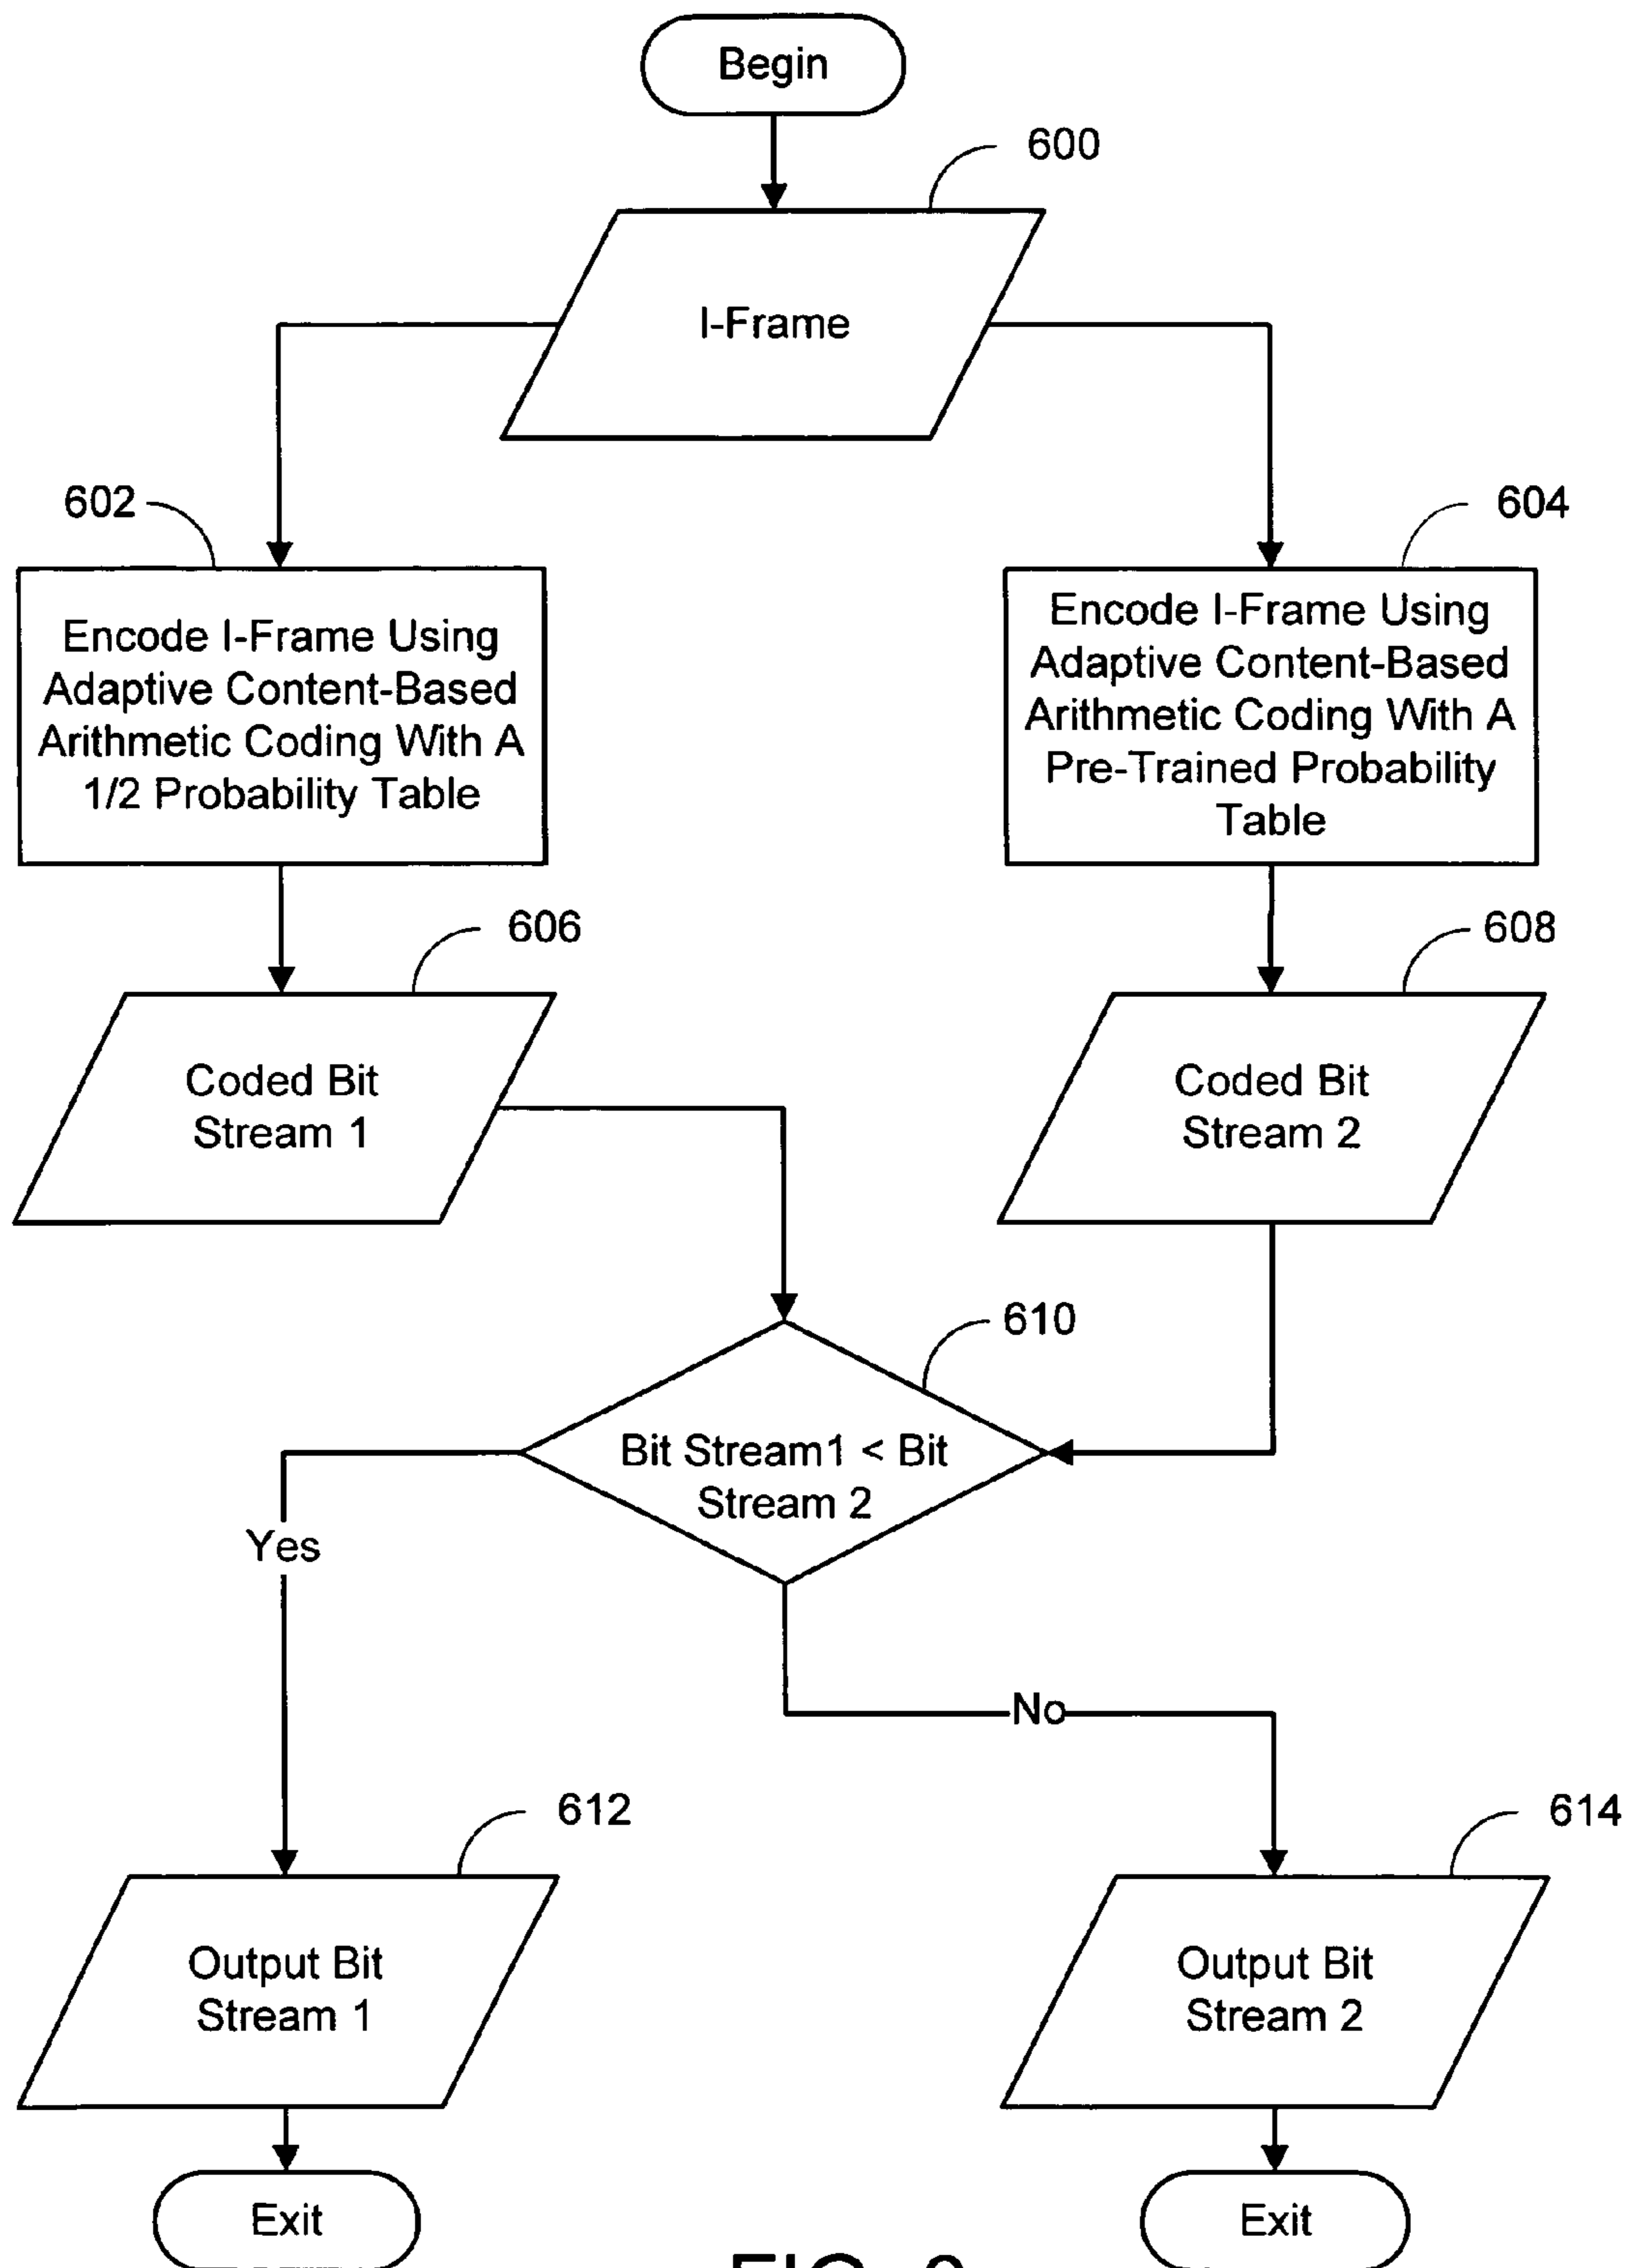 Begin
600
I-Frame
602
604
Encode I-Frame Using
Adaptive Content-Based
Arithmetic Coding With A
1/2 Probability Table
Encode I-Frame Using
Adaptive Content-Based
Arithmetic Coding With A
Pre-Trained Probability
Table
606
608
Coded Bit
Stream 1
Coded Bit
Stream 2
610
Bit Stream1 < Bit
Stream 2
Yes
No
612
614
Output Bit
Stream 1
Output Bit
Stream 2
Exit
Exit